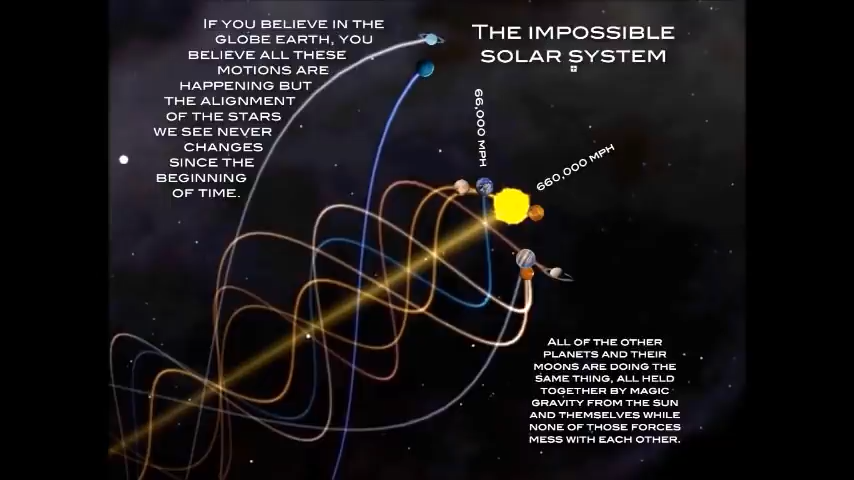 If you believe in the
globe earth, you
believe all these
motions are
happening but
the alignment
of the stars
we see never
changes
since the
beginning
of time.
The impossible
solar system
66,000 mph
660,000 mph
All of the other
planets and their
moons are doing the
same thing, all held
together by magic
gravity from the sun
and themselves while
none of those forces
mess with each other.